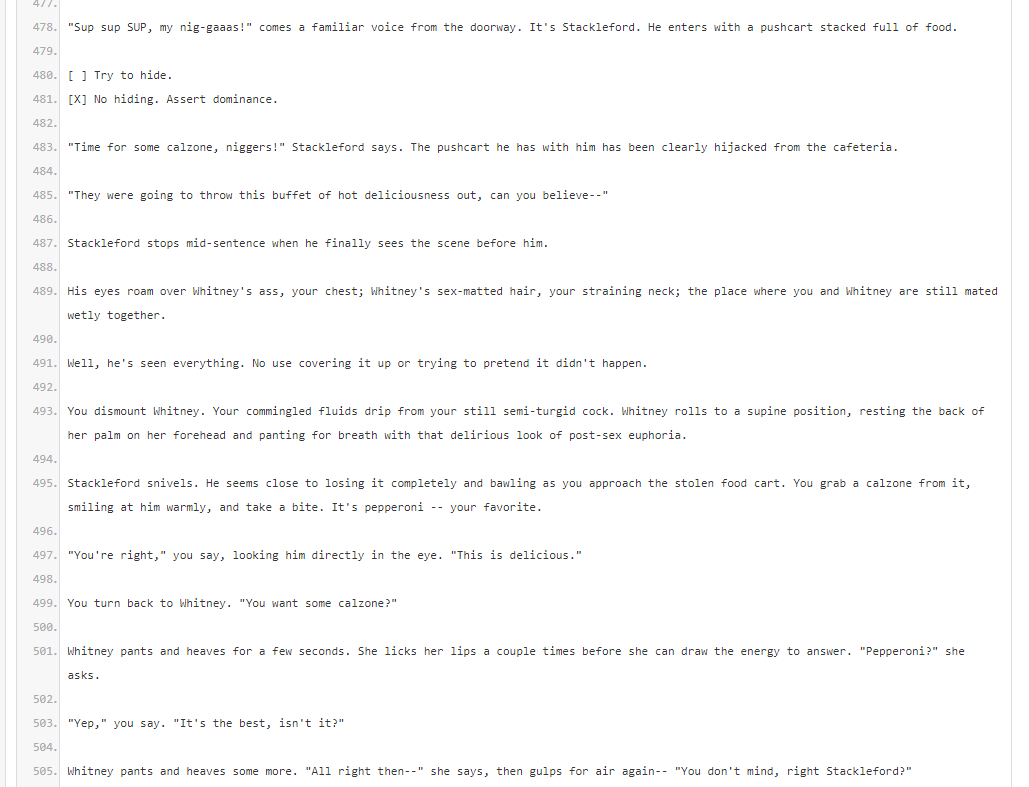 477.
478. "Sup sup SUP, my nig-gaaas!" comes a familiar voice from the doorway. It's Stackleford. He enters with a pushcart stacked full of food.
479.
480. [ ] Try to hide.
481. [X] No hiding. Assert dominance.
482.
483. "Time for some calzone, niggers!" Stackleford says. The pushcart he has with him has been clearly hijacked from the cafeteria.
484.
485. "They were going to throw this buffet of hot deliciousness out, can you believe--"
486.
487. Stackleford stops mid-sentence when he finally sees the scene before him.
488.
489. His eyes roam over Whitney's ass, your chest; Whitney's sex-matted hair, your straining neck; the place where you and Whitney are still mated
wetly together.
490.
491. Well, he's seen everything. No use covering it up or trying to pretend it didn't happen.
492.
493. You dismount Whitney. Your commingled fluids drip from your still semi-turgid cock. Whitney rolls to a supine position, resting the back of
her palm on her forehead and panting for breath with that delirious look of post-sex euphoria.
494.
495. Stackleford snivels. He seems close to losing it completely and bawling as you approach the stolen food cart. You grab a calzone from it,
smiling at him warmly, and take a bite. It's pepperoni -- your favorite.
496.
497. "You're right," you say, looking him directly in the eye. "This is delicious."
498.
499. You turn back to Whitney. "You want some calzone?"
500.
501. Whitney pants and heaves for a few seconds. She licks her lips a couple times before she can draw the energy to answer. "Pepperoni?" she
asks.
502.
503. "Yep," you say. "It's the best, isn't it?"
504.
505. Whitney pants and heaves some more. "All right then--" she says, then gulps for air again-- "You don't mind, right Stackleford?"